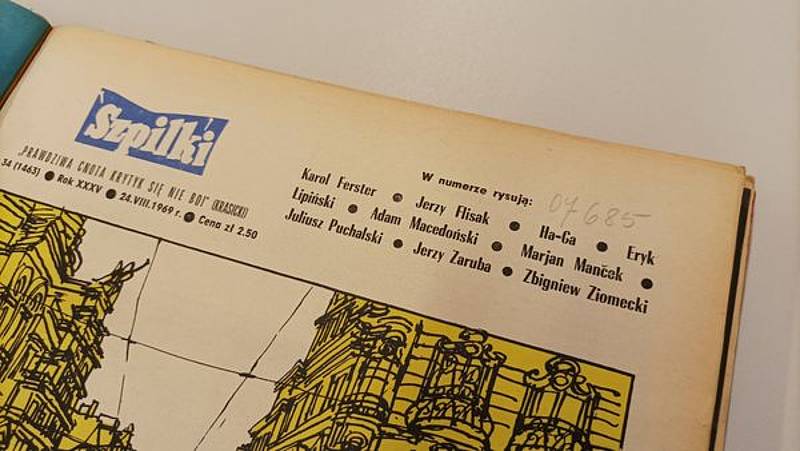 Szpilki
„PRAWDZIWA CNOTA KRYTYK SIĘ NIE BOI" (KRASICKI)
34 (1463) ● Rok XXXV ● 24.VIII.1969 r. ● Cena zł 2.50
W numerze rysują: 07685
Karol Ferster ● Jerzy Flisak ● Ha-Ga ● Eryk
Lipiński ● Adam Macedoński ● Marjan Manček ●
Juliusz Puchalski ● Jerzy Zaruba ● Zbigniew Ziomecki